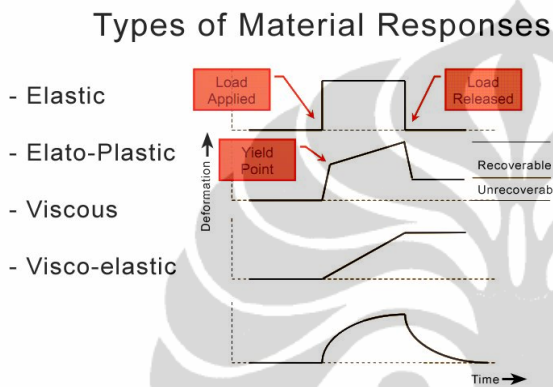 Types of Material Responses
- Elastic
- Elato-Plastic
- Viscous
- Visco-elastic
Load
Applied
Load
Released
Yield
Point
Recoverable
Unrecoverab
Deformation
Time